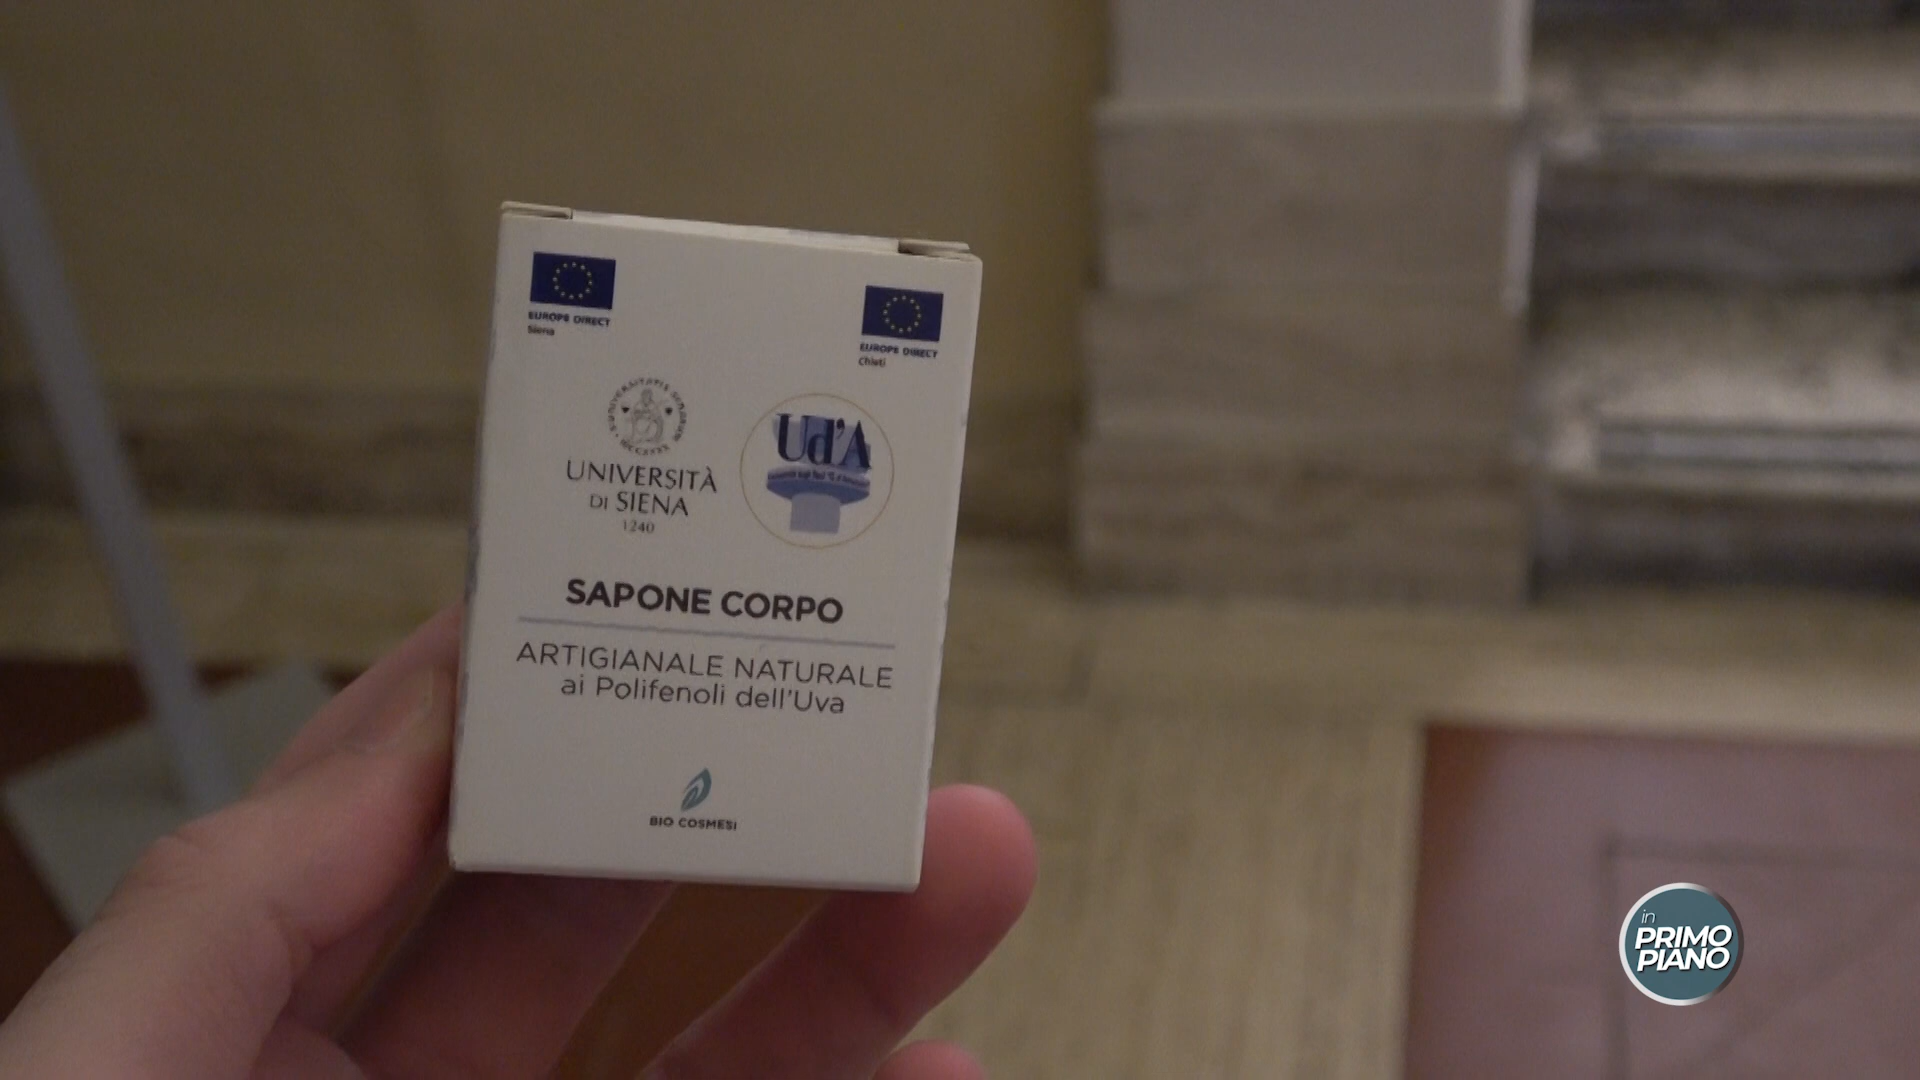 EUROPE DIRECT
Siena
EUROPE DIRECT
Chieti
UNIVERSITÀ
DI SIENA
1240
Ud'A
SAPONE CORPO
ARTIGIANALE NATURALE
ai Polifenoli dell'Uva
BIO COSMESI
in
PRIMO
PIANO